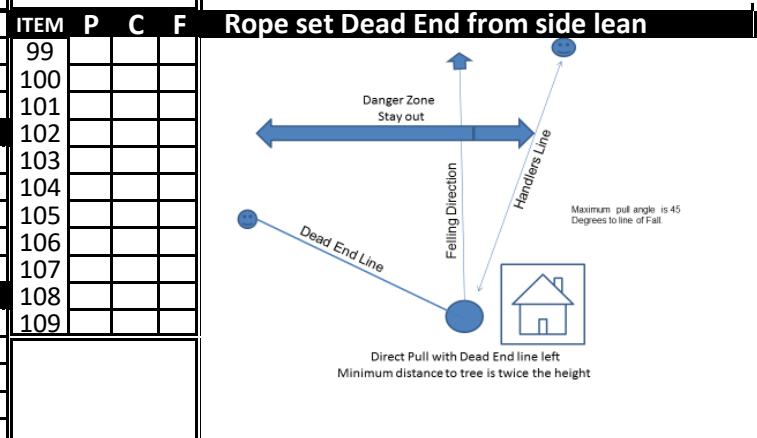 ITEM P C F Rope set Dead End from side lean
99
100
101
102
103
104
105
106
107
108
109
Danger Zone
Stay out
Handlers Line
Felling Direction
Maximum pull angle is 45
Degrees to line of Fall.
Dead End Line
Direct Pull with Dead End line left
Minimum distance to tree is twice the height